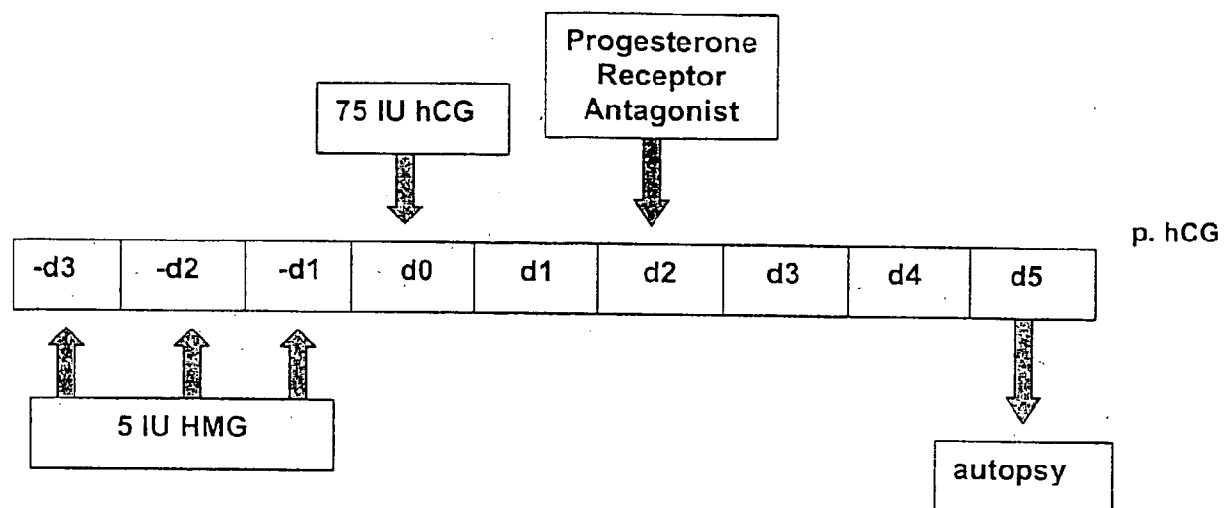 Progesterone
Receptor
Antagonist
75 IU hCG
p. hCG
-d3 -d2 -d1 d0 d1 d2 d3 d4 d5
5 IU HMG
autopsy